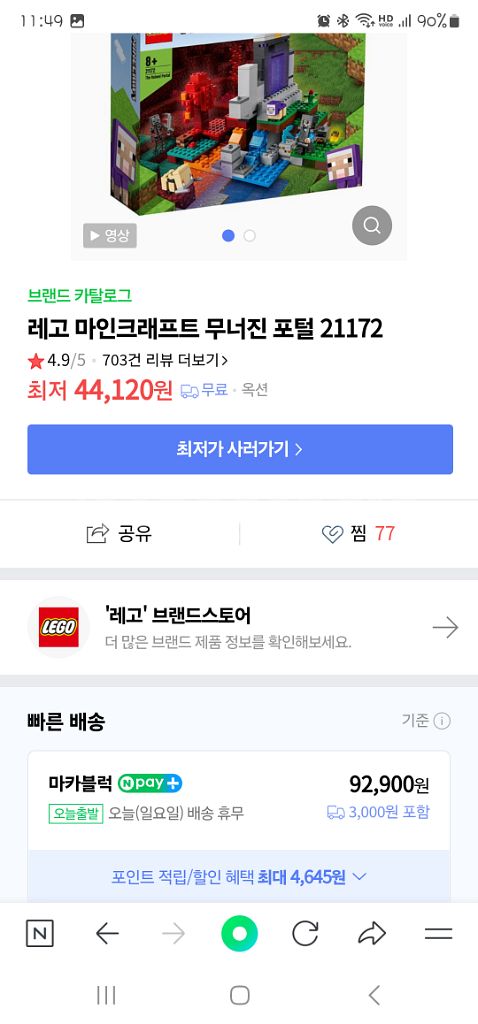 11:49
HD
voice
90%
LEGO
8+
21172
The Ruined Portal
영상
브랜드 카탈로그
레고 마인크래프트 무너진 포털 21172
4.9/5 · 703건 리뷰 더보기
최저 44,120원 무료 · 옥션
최저가 사러가기
공유
찜 77
LEGO
'레고' 브랜드스토어
더 많은 브랜드 제품 정보를 확인해보세요.
빠른 배송
기준
마카블럭 N pay+
92,900원
오늘출발 오늘(일요일) 배송 휴무
3,000원 포함
포인트 적립/할인 혜택 최대 4,645원
N